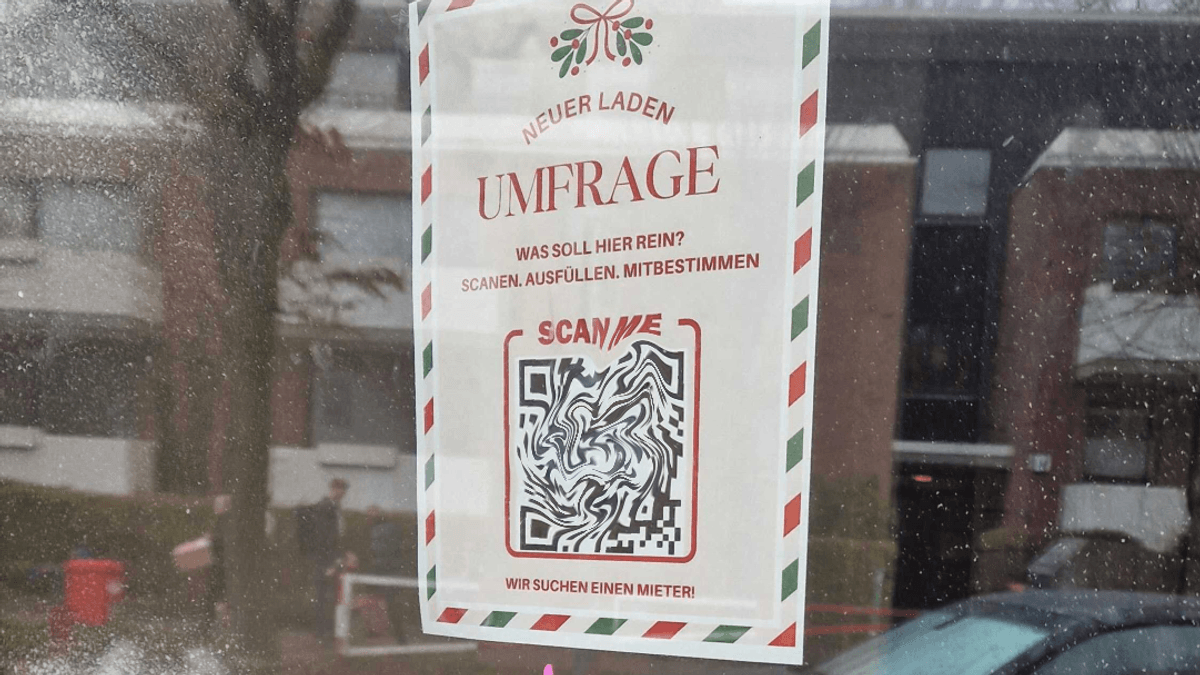 NEUER LADEN
UMFRAGE
WAS SOLL HIER REIN?
SCANEN. AUSFÜLLEN. MITBESTIMMEN
SCAN ME
WIR SUCHEN EINEN MIETER!